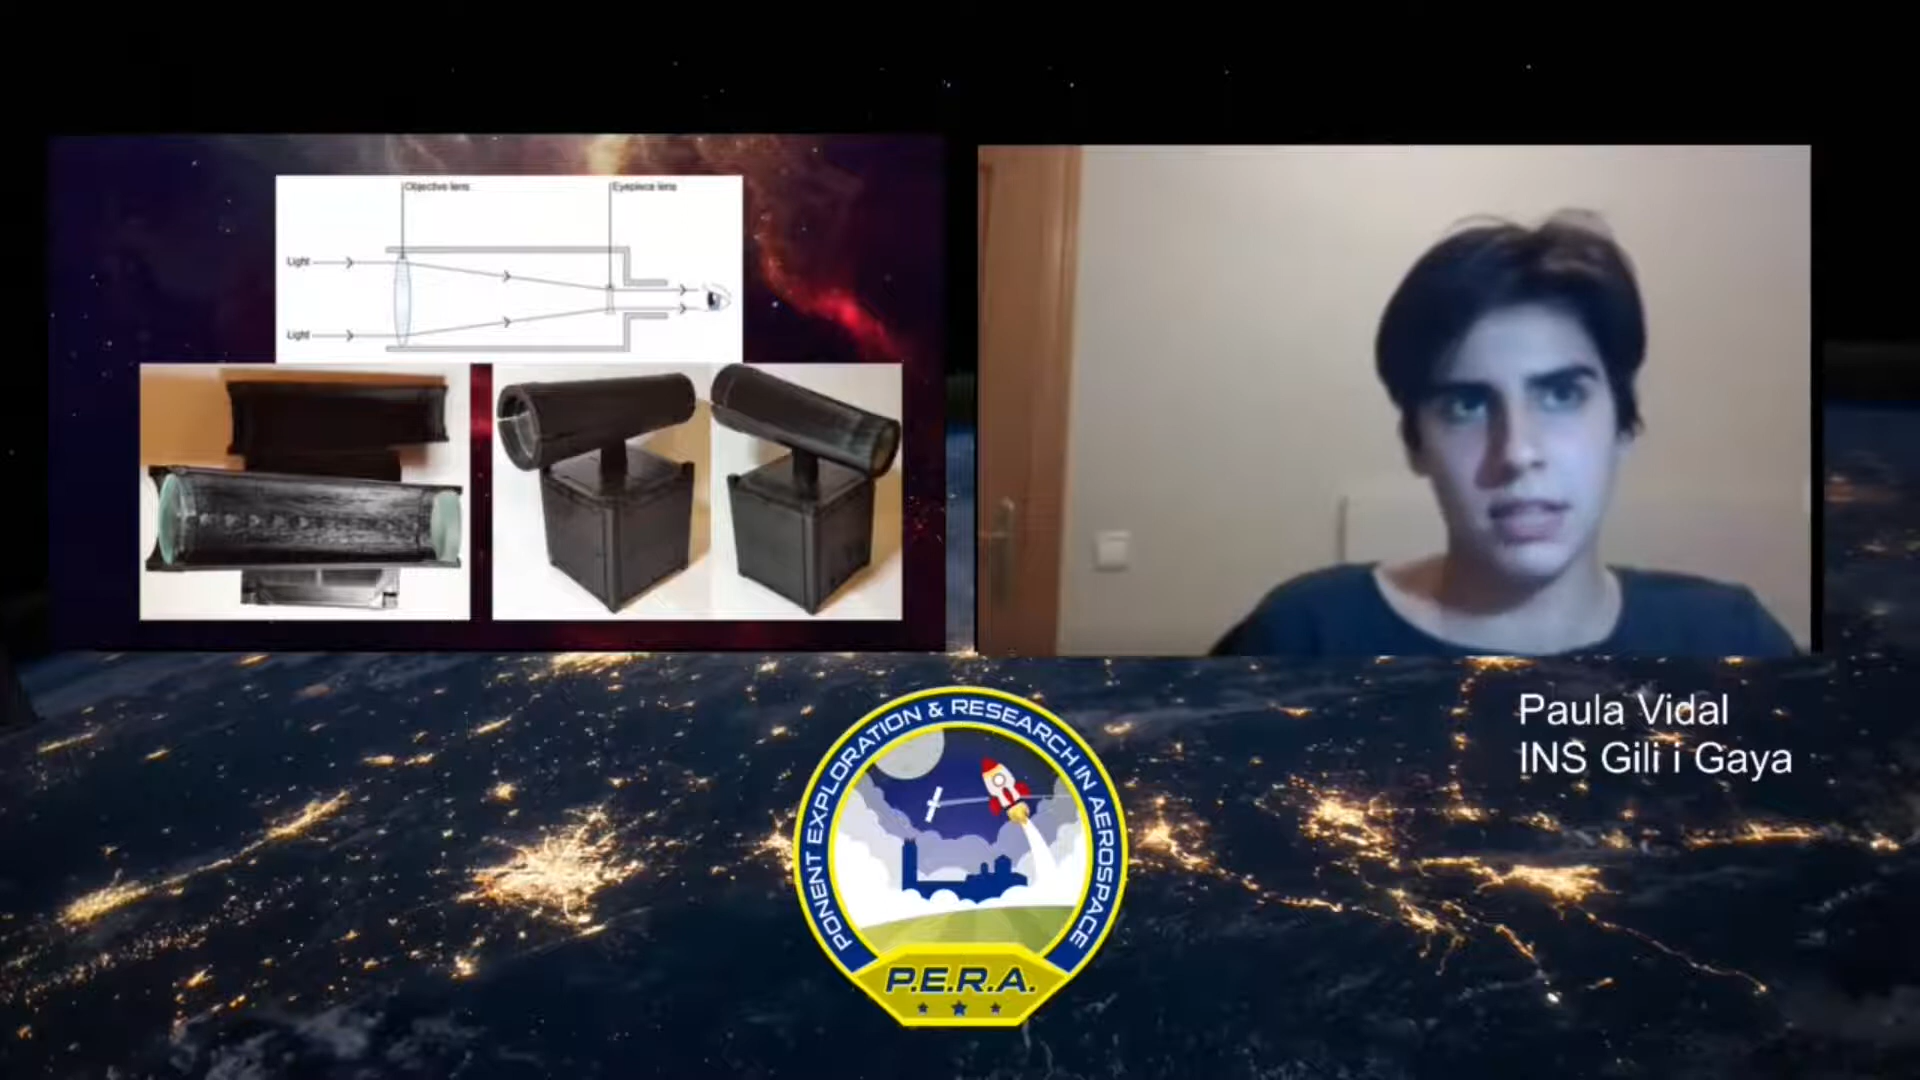 Objective lens
Eyepiece lens
Light
Light
Paula Vidal
INS Gili i Gaya
PONENT EXPLORATION & RESEARCH IN AEROSPACE
P.E.R.A.